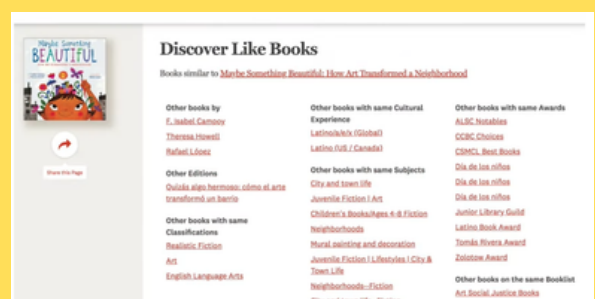 Maybe Something
BEAUTIFUL
Share this Page
Discover Like Books
Books similar to Maybe Something Beautiful: How Art Transformed a Neighborhood
Other books by
F. Isabel Campoy
Theresa Howell
Rafael López
Other Editions
Quizás algo hermoso: cómo el arte
transformó un barrio
Other books with same
Classifications
Realistic Fiction
Art
English Language Arts
Other books with same Cultural
Experience
Latino/a/e/x (Global)
Latino (US / Canada)
Other books with same Subjects
City and town life
Juvenile Fiction | Art
Children's Books/Ages 4-8 Fiction
Neighborhoods
Mural painting and decoration
Juvenile Fiction | Lifestyles | City &
Town Life
Neighborhoods--Fiction
Other books with same Awards
ALSC Notables
CCBC Choices
CSMCL Best Books
Día de los niños
Día de los niños
Día de los niños
Junior Library Guild
Latino Book Award
Tomás Rivera Award
Zolotow Award
Other books on the same Booklist
Art Social Justice Books